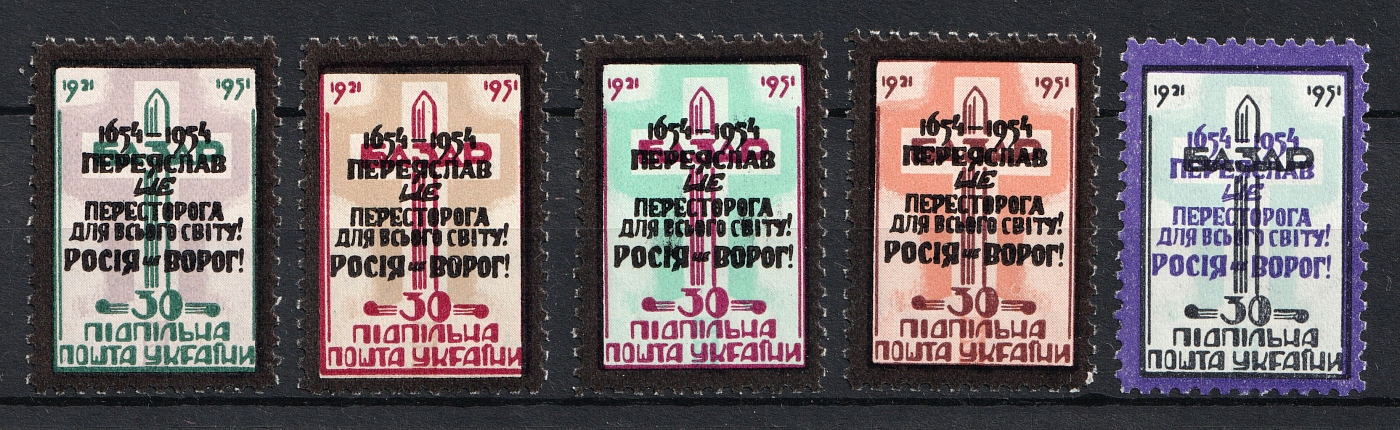 1921 1951
1654-1954
БАЗАР
ПЕРЕЯСЛАВ
ЦЕ
ПЕРЕСТОРОГА
ДЛЯ ВСЬОГО СВІТУ!
РОСІЯ - ВОРОГ!
30
ПІДПІЛЬНА
ПОШТА УКРАЇНИ
1921 1951
1654-1954
БАЗАР
ПЕРЕЯСЛАВ
ЦЕ
ПЕРЕСТОРОГА
ДЛЯ ВСЬОГО СВІТУ!
РОСІЯ - ВОРОГ!
30
ПІДПІЛЬНА
ПОШТА УКРАЇНИ
1921 1951
1654-1954
БАЗАР
ПЕРЕЯСЛАВ
ЦЕ
ПЕРЕСТОРОГА
ДЛЯ ВСЬОГО СВІТУ!
РОСІЯ - ВОРОГ!
30
ПІДПІЛЬНА
ПОШТА УКРАЇНИ
1921 1951
1654-1954
БАЗАР
ПЕРЕЯСЛАВ
ЦЕ
ПЕРЕСТОРОГА
ДЛЯ ВСЬОГО СВІТУ!
РОСІЯ - ВОРОГ!
30
ПІДПІЛЬНА
ПОШТА УКРАЇНИ
1921 1951
1654-1954
БАЗАР
ПЕРЕЯСЛАВ
ЦЕ
ПЕРЕСТОРОГА
ДЛЯ ВСЬОГО СВІТУ!
РОСІЯ - ВОРОГ!
30
ПІДПІЛЬНА
ПОШТА УКРАЇНИ